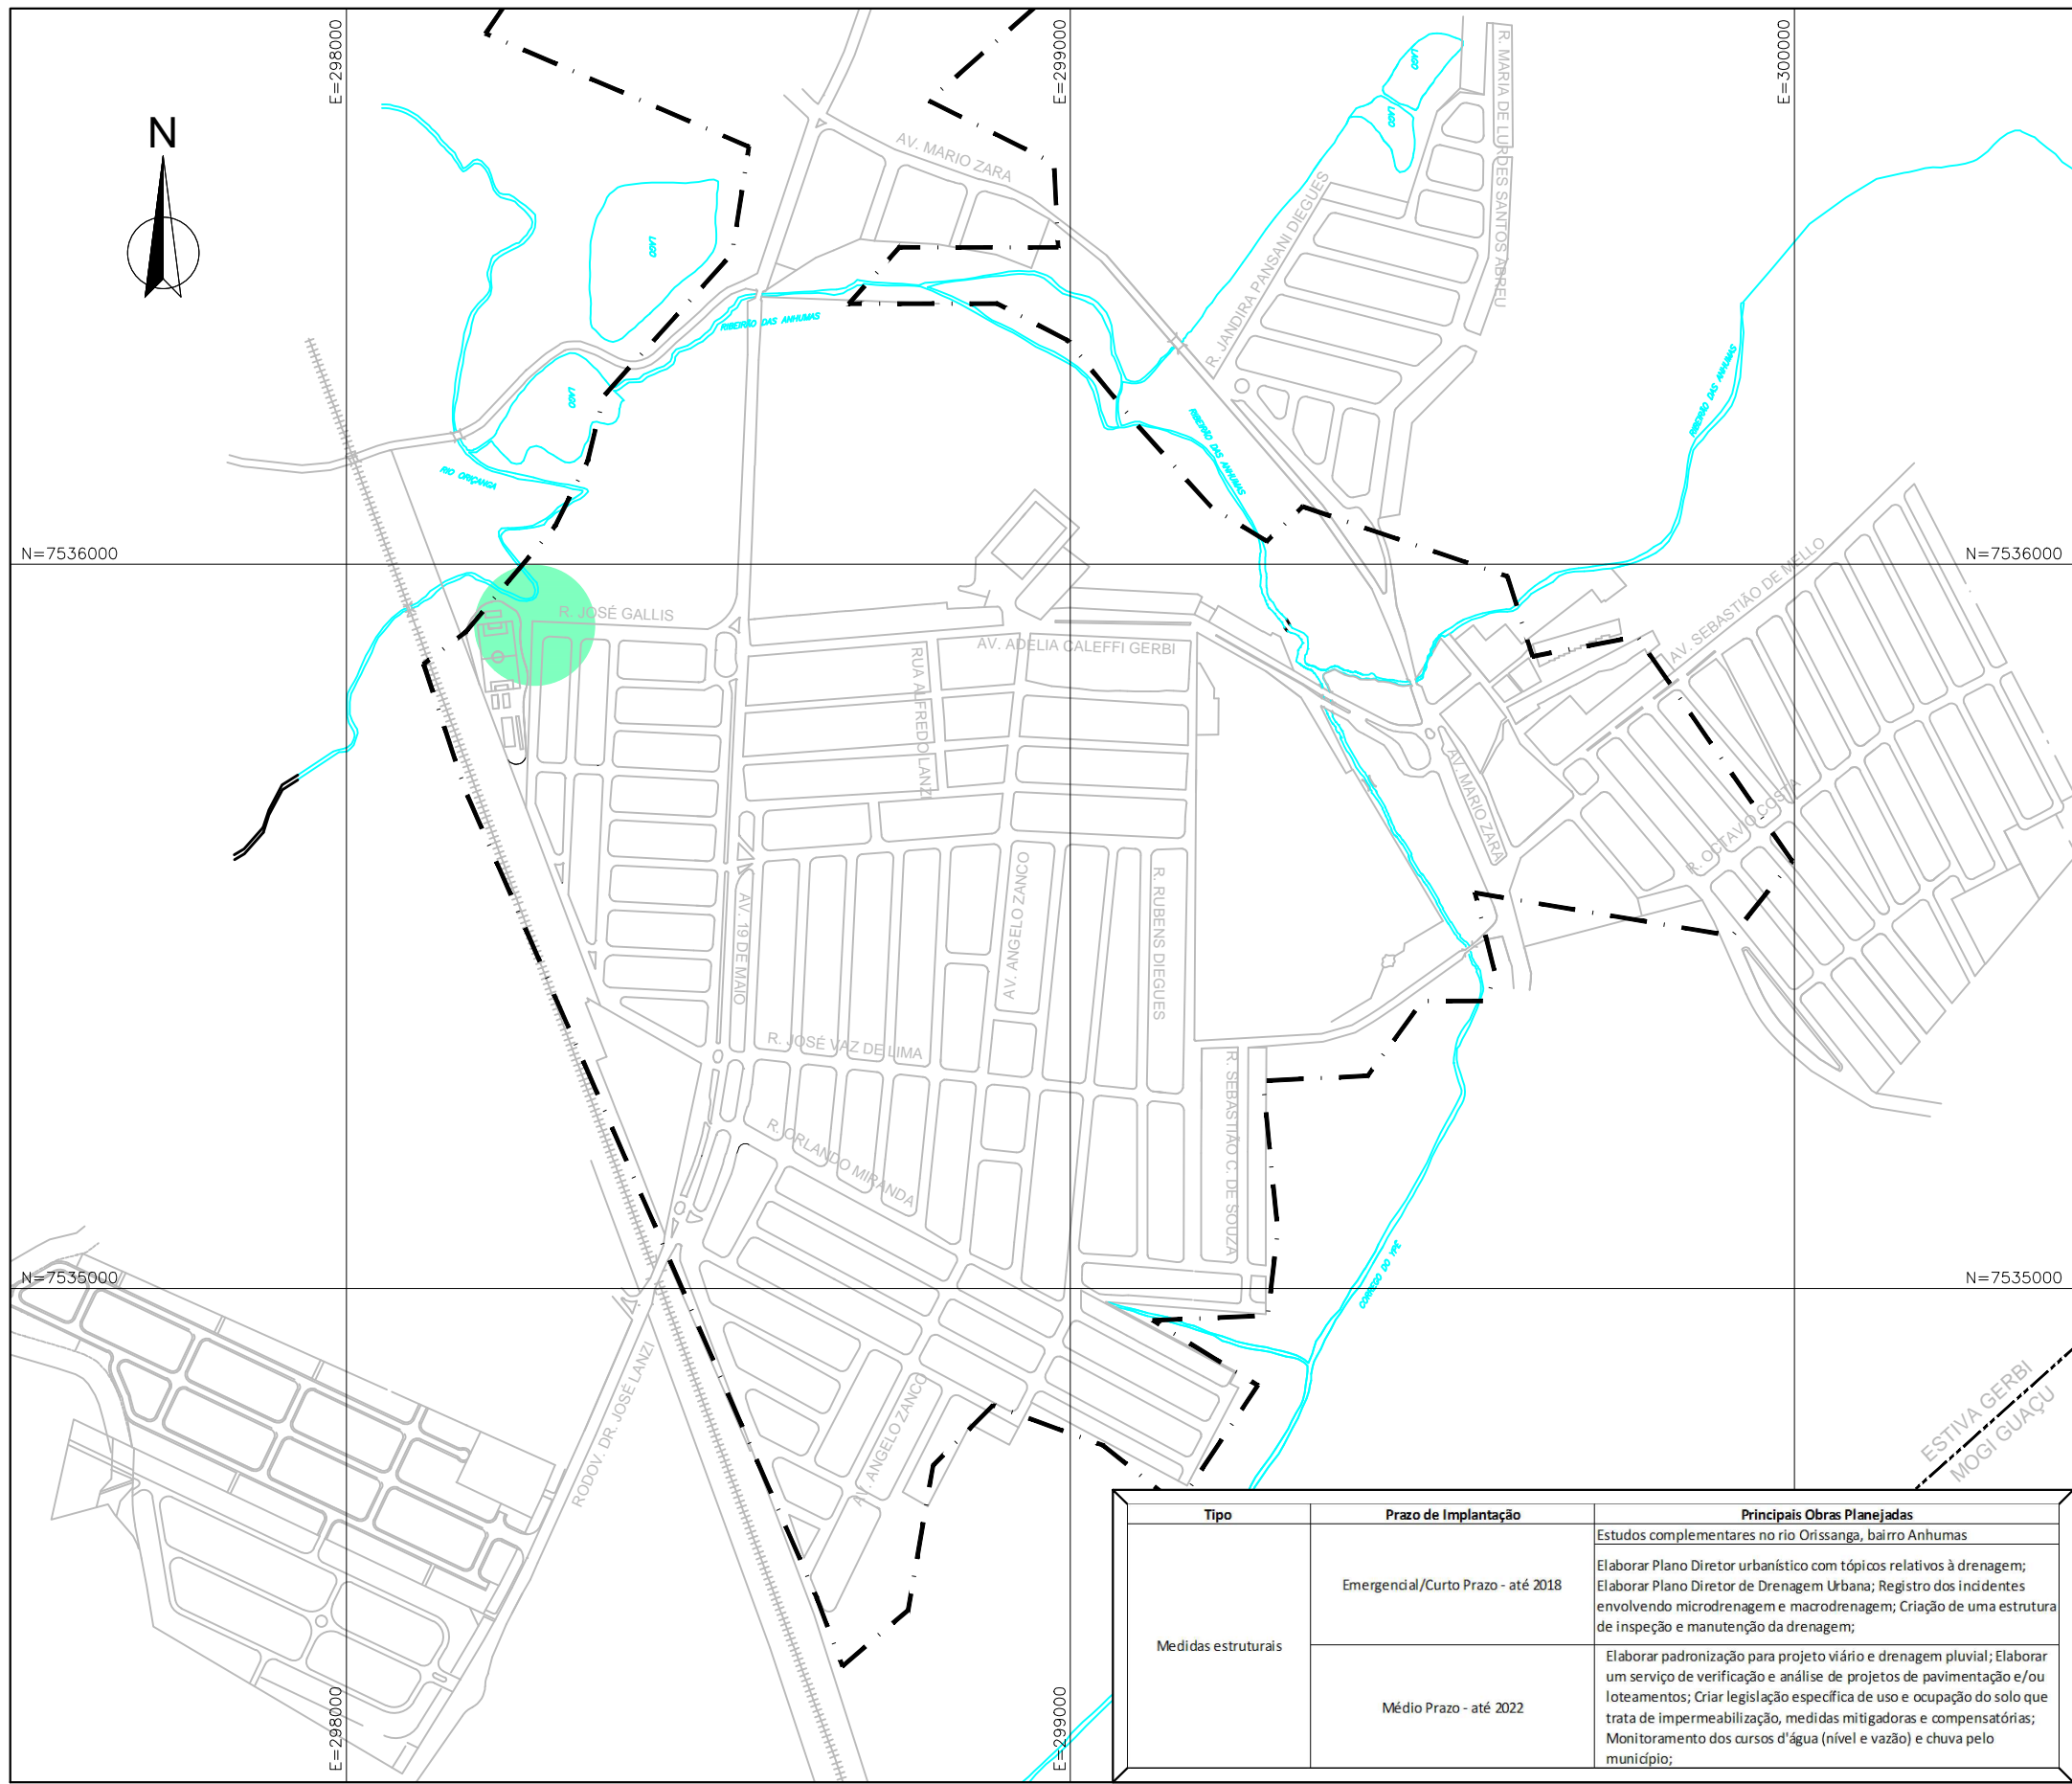 E=298000
E=299000
E=300000
N
LAGO
LAGO
R. MARIA DE LURDES SANTOS ABREU
AV. MARIO ZARA
R. JANDIRA PANSANI DIEGUES
LAGO
RIBEIRÃO DAS ANHUMAS
LAGO
RIBEIRÃO DAS ANHUMAS
RIBEIRÃO DAS ANHUMAS
RIO ORIÇANGA
N=7536000
N=7536000
R. JOSÉ GALLIS
AV. ADELIA CALEFFI GERBI
AV. SEBASTIÃO DE MELLO
RUA ALFREDO LANZI
AV. MARIO ZARA
R. OCTAVIO COSTA
AV. 19 DE MAIO
AV. ANGELO ZANCO
R. RUBENS DIEGUES
R. JOSÉ VAZ DE LIMA
R. ORLANDO MIRANDA
R. SEBASTIÃO C. DE SOUZA
CORREGO DO YPE
N=7535000
N=7535000
RODOV. DR. JOSÉ LANZI
AV. ANGELO ZANCO
ESTIVA GERBI
MOGI GUAÇU
E=298000
E=299000
Tipo
Prazo de Implantação
Principais Obras Planejadas
Medidas estruturais
Emergencial/Curto Prazo - até 2018
Estudos complementares no rio Orissanga, bairro Anhumas
Elaborar Plano Diretor urbanístico com tópicos relativos à drenagem;
Elaborar Plano Diretor de Drenagem Urbana; Registro dos incidentes
envolvendo microdrenagem e macrodrenagem; Criação de uma estrutura
de inspeção e manutenção da drenagem;
Médio Prazo - até 2022
Elaborar padronização para projeto viário e drenagem pluvial; Elaborar
um serviço de verificação e análise de projetos de pavimentação e/ou
loteamentos; Criar legislação específica de uso e ocupação do solo que
trata de impermeabilização, medidas mitigadoras e compensatórias;
Monitoramento dos cursos d'água (nível e vazão) e chuva pelo
município;